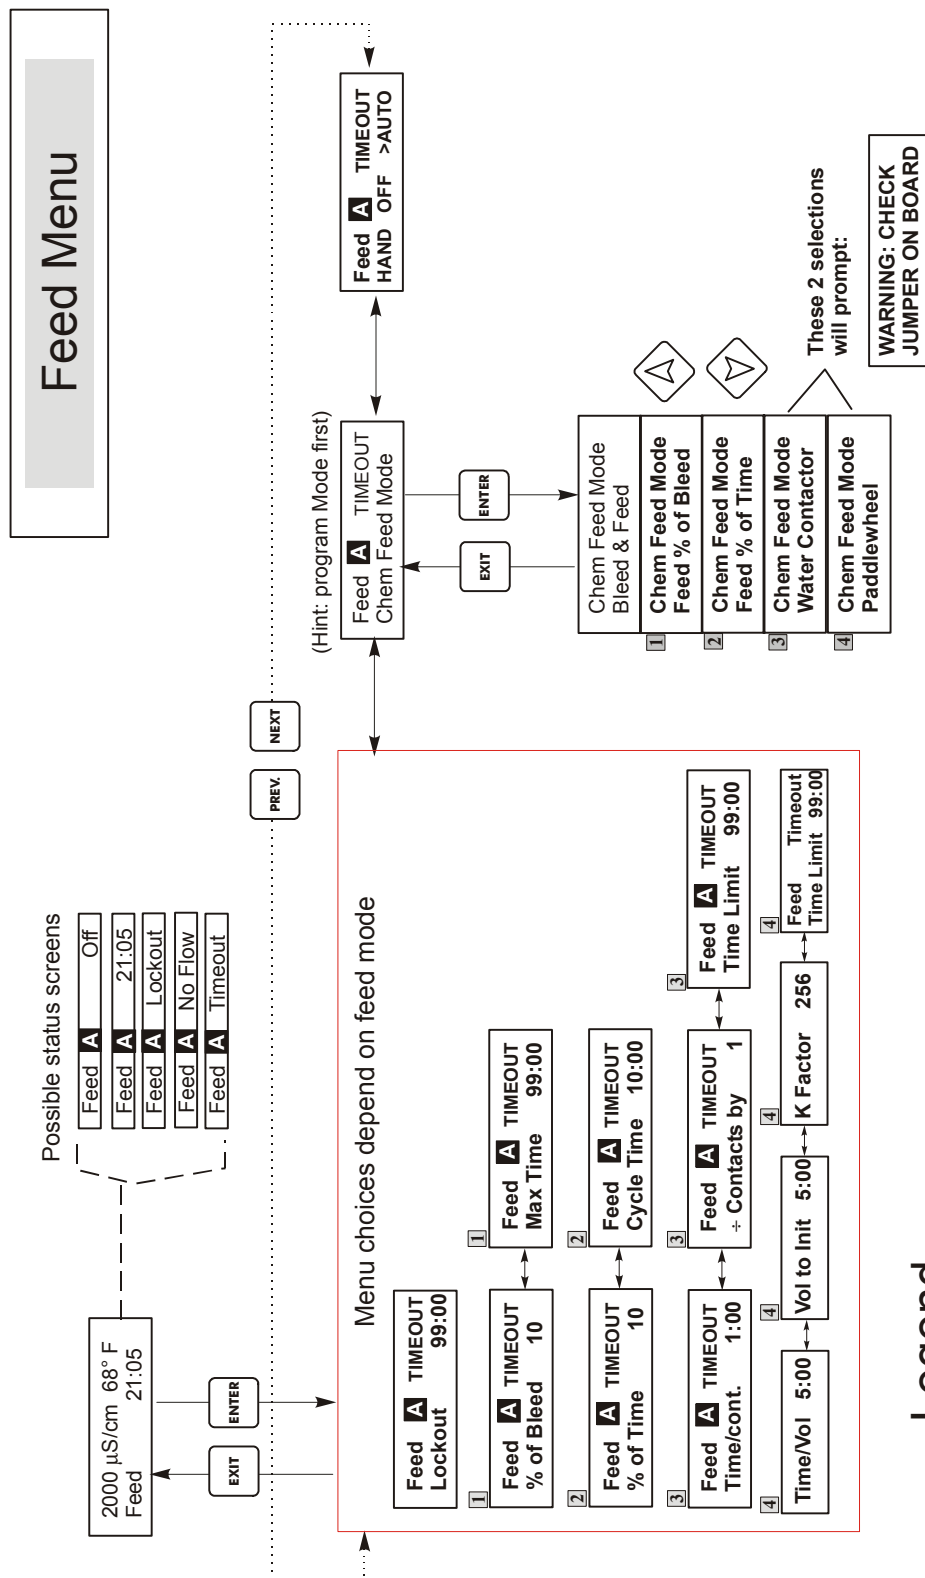 Feed Menu
Possible status screens
2000 µS/cm 68° F
Feed 21:05
Feed A Off
Feed A 21:05
Feed A Lockout
Feed A No Flow
Feed A Timeout
EXIT
ENTER
PREV.
NEXT
Menu choices depend on feed mode
Feed A TIMEOUT
Lockout 99:00
1
Feed A TIMEOUT
% of Bleed 10
1
Feed A TIMEOUT
Max Time 99:00
2
Feed A TIMEOUT
% of Time 10
2
Feed A TIMEOUT
Cycle Time 10:00
3
Feed A TIMEOUT
Time/cont. 1:00
3
Feed A TIMEOUT
÷ Contacts by 1
3
Feed A TIMEOUT
Time Limit 99:00
4
Time/Vol 5:00
4
Vol to Init 5:00
4
K Factor 256
4
Feed Timeout
Time Limit 99:00
(Hint: program Mode first)
Feed A TIMEOUT
Chem Feed Mode
Feed A TIMEOUT
HAND OFF >AUTO
EXIT
ENTER
Chem Feed Mode
Bleed & Feed
1
Chem Feed Mode
Feed % of Bleed
2
Chem Feed Mode
Feed % of Time
3
Chem Feed Mode
Water Contactor
4
Chem Feed Mode
Paddlewheel
These 2 selections
will prompt:
WARNING: CHECK
JUMPER ON BOARD